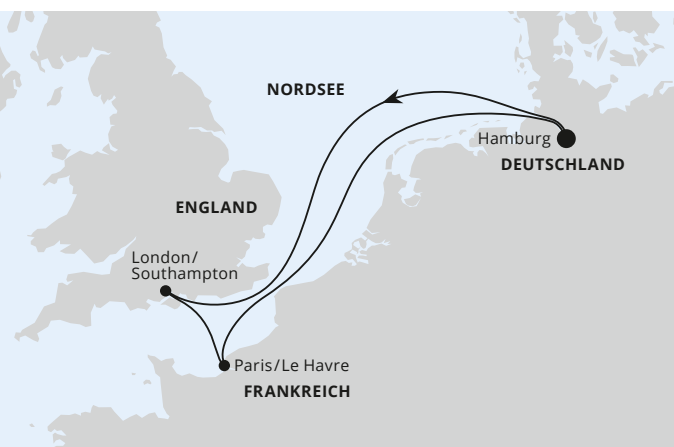 NORDSEE
Hamburg
DEUTSCHLAND
ENGLAND
London/
Southampton
Paris/Le Havre
FRANKREICH